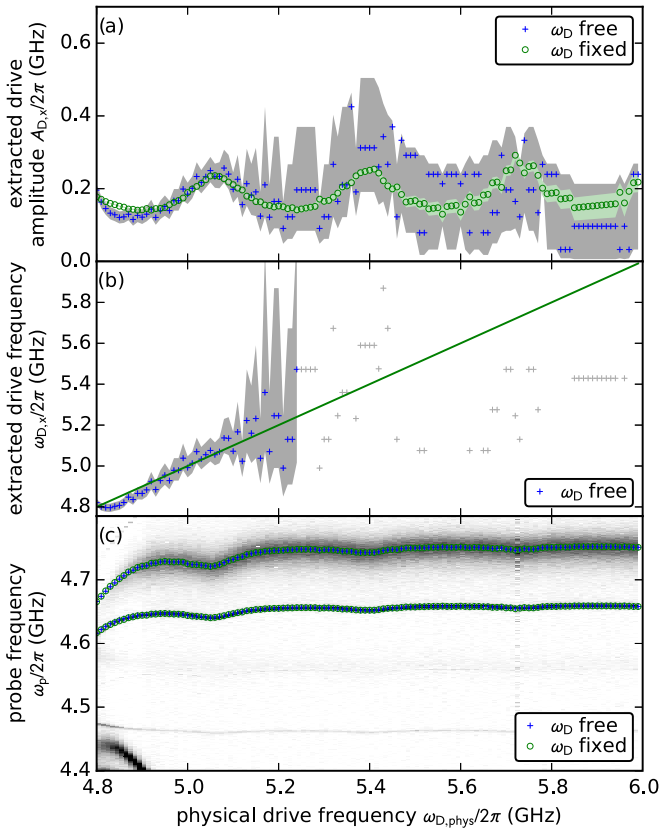 (a)
0.6
0.4
0.2
0.0
extracted drive
amplitude A_D,x/2π (GHz)
+ ω_D free
○ ω_D fixed
(b)
5.8
5.6
5.4
5.2
5.0
4.8
extracted drive frequency
ω_D,x/2π (GHz)
+ ω_D free
(c)
4.7
4.6
4.5
4.4
probe frequency
ω_p/2π (GHz)
+ ω_D free
○ ω_D fixed
4.8 5.0 5.2 5.4 5.6 5.8 6.0
physical drive frequency ω_D,phys/2π (GHz)